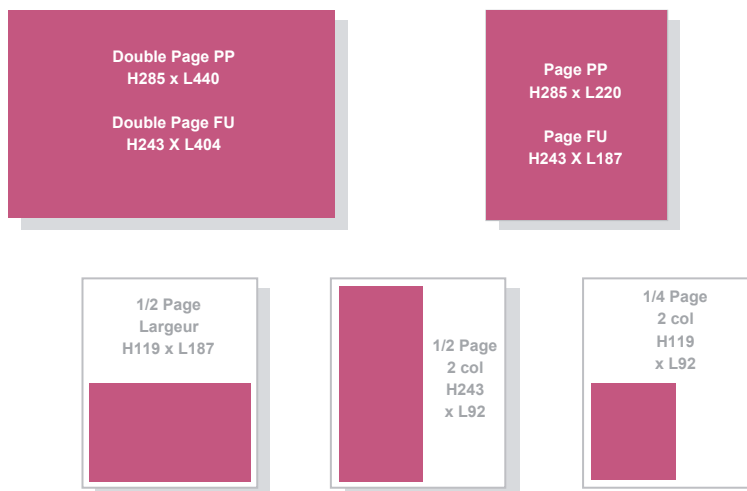 Double Page PP
H285 x L440
Double Page FU
H243 X L404
Page PP
H285 x L220
Page FU
H243 X L187
1/2 Page
Largeur
H119 x L187
1/2 Page
2 col
H243
x L92
1/4 Page
2 col
H119
x L92